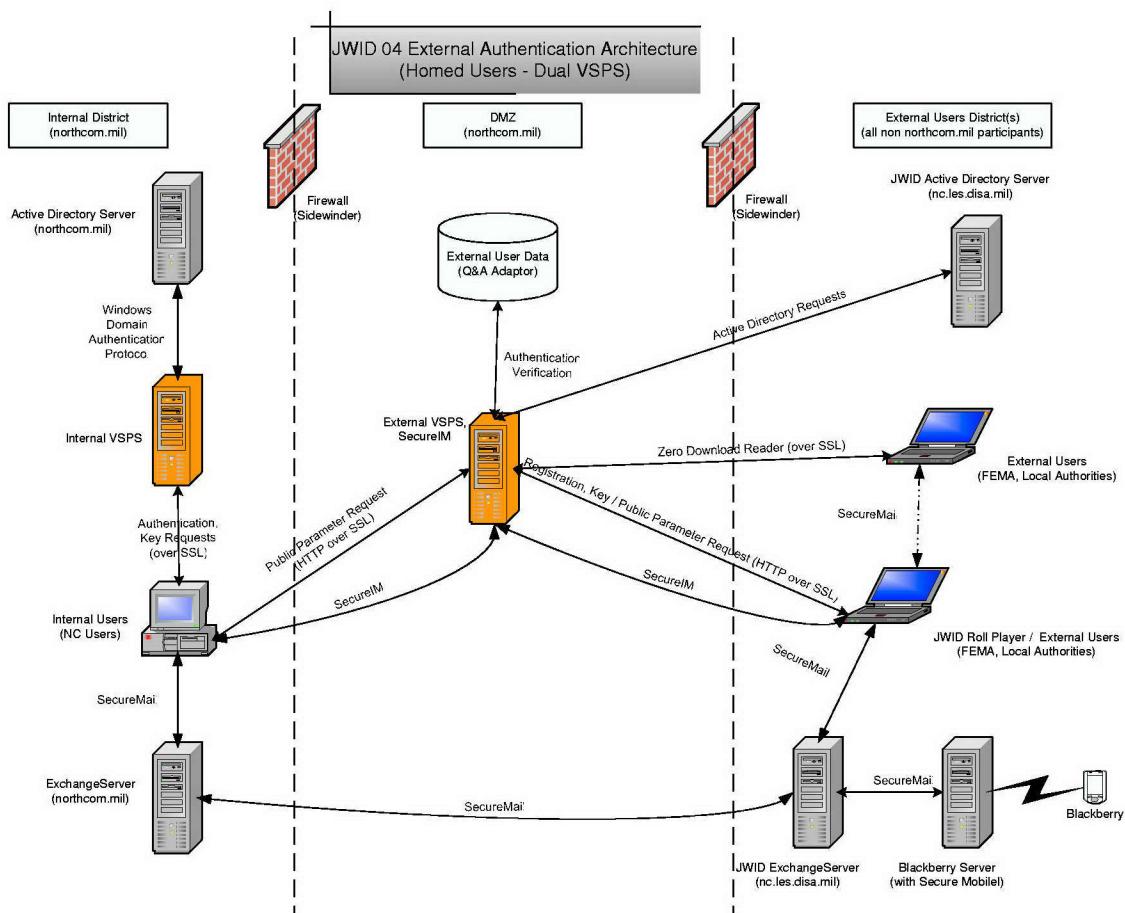 JWID 04 External Authentication Architecture
(Homed Users - Dual VSPS)
Internal District
(northcom.mil)
DMZ
(northcom.mil)
External Users District(s)
(all non northcom.mil participants)
Firewall
(Sidewinder)
Firewall
(Sidewinder)
JWID Active Directory Server
(nc.les.disa.mil)
Active Directory Server
(northcom.mil)
External User Data
(Q&A Adaptor)
Active Directory Requests
Windows
Domain
Authentication
Protoco
Authentication
Verification
Internal VSPS
External VSPS,
SecureIM
Zero Download Reader (over SSL)
External Users
(FEMA, Local Authorities)
Registration, Key / Public Parameter Request (HTTP over SSL)
Public Parameter Request
(HTTP over SSL)
Authentication,
Key Requests
(over SSL)
SecureMai
SecureIM
SecureIM
Internal Users
(NC Users)
JWID Roll Player / External Users
(FEMA, Local Authorities)
SecureMail
SecureMai
ExchangeServer
(northcom.mil)
SecureMai
SecureMai
Blackberry
JWID ExchangeServer
(nc.les.disa.mil)
Blackberry Server
(with Secure Mobilel)